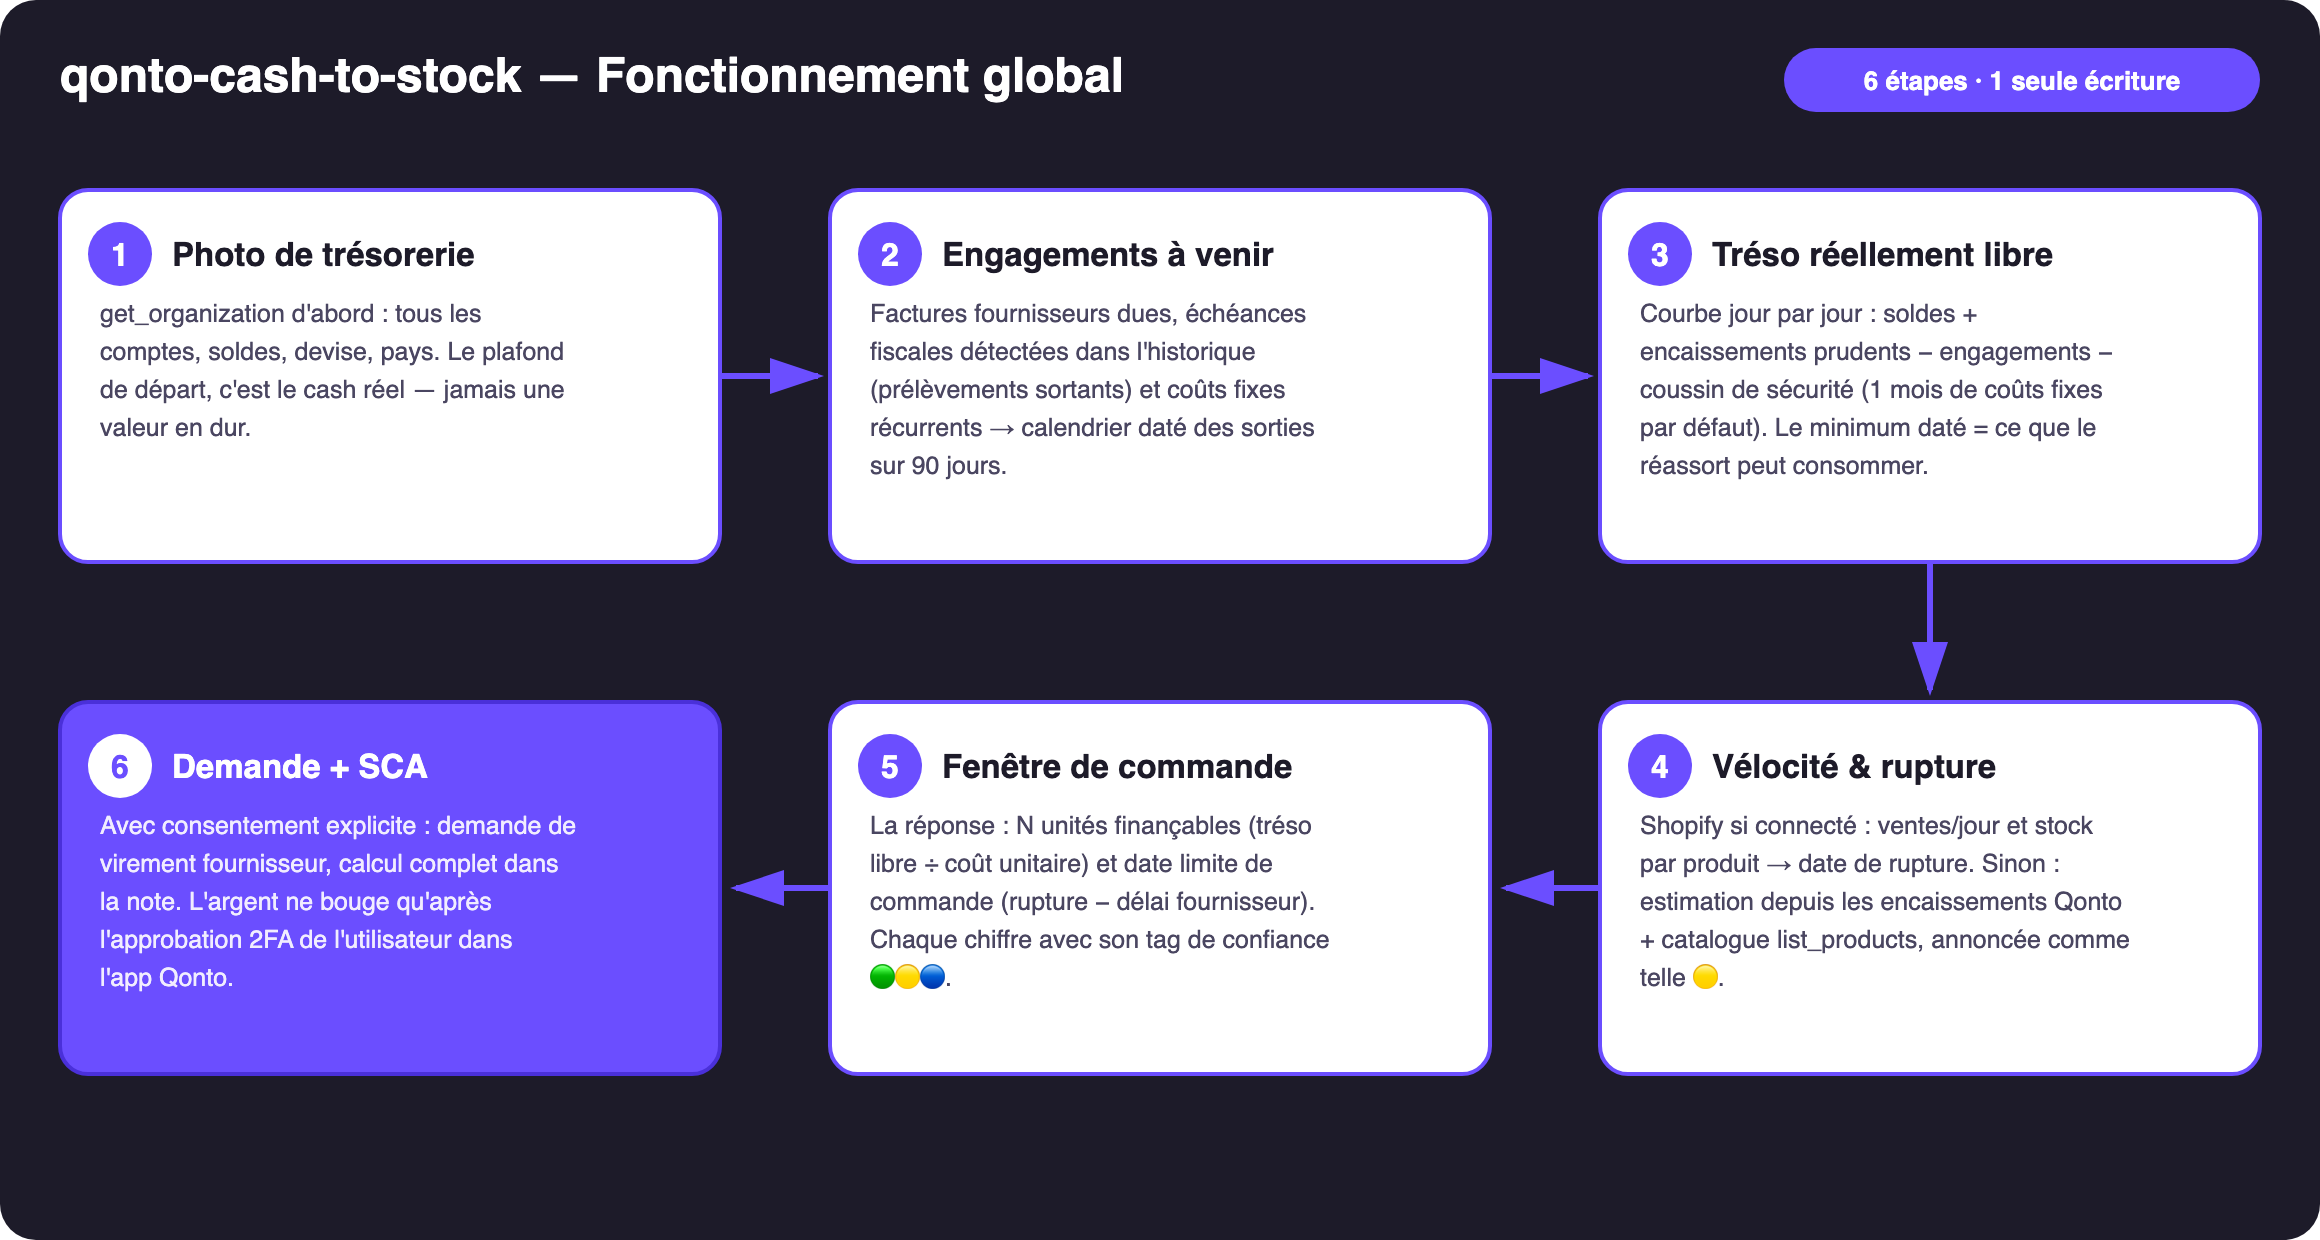 qonto-cash-to-stock — Fonctionnement global
6 étapes · 1 seule écriture
1
Photo de trésorerie
get_organization d'abord : tous les
comptes, soldes, devise, pays. Le plafond
de départ, c'est le cash réel — jamais une
valeur en dur.
2
Engagements à venir
Factures fournisseurs dues, échéances
fiscales détectées dans l'historique
(prélèvements sortants) et coûts fixes
récurrents → calendrier daté des sorties
sur 90 jours.
3
Tréso réellement libre
Courbe jour par jour : soldes +
encaissements prudents – engagements –
coussin de sécurité (1 mois de coûts fixes
par défaut). Le minimum daté = ce que le
réassort peut consommer.
4
Vélocité & rupture
Shopify si connecté : ventes/jour et stock
par produit → date de rupture. Sinon :
estimation depuis les encaissements Qonto
+ catalogue list_products, annoncée comme
telle 🟡.
5
Fenêtre de commande
La réponse : N unités finançables (tréso
libre ÷ coût unitaire) et date limite de
commande (rupture – délai fournisseur).
Chaque chiffre avec son tag de confiance
🟢🟡🔵.
6
Demande + SCA
Avec consentement explicite : demande de
virement fournisseur, calcul complet dans
la note. L'argent ne bouge qu'après
l'approbation 2FA de l'utilisateur dans
l'app Qonto.